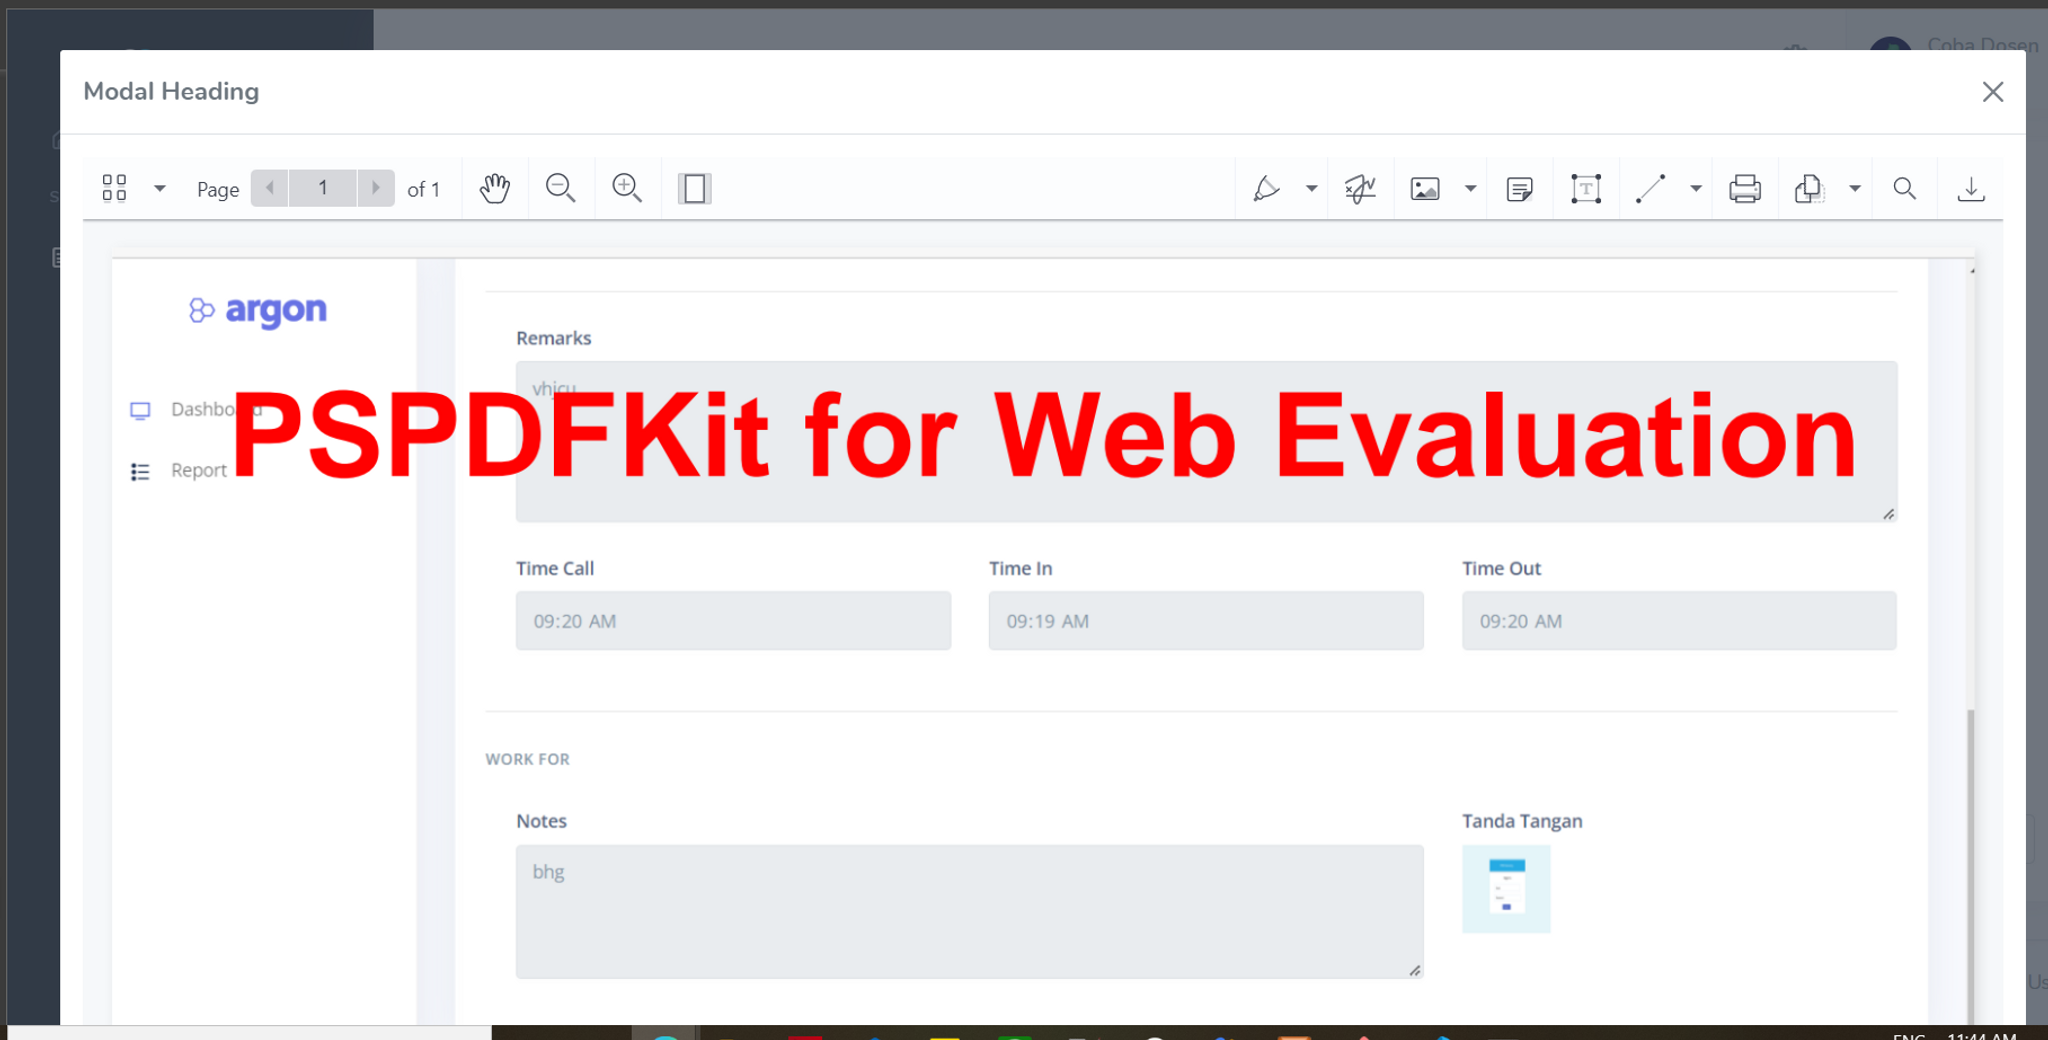 Coba Dosen
Modal Heading
Page 1 of 1
argon
Remarks
vhjcu
Dashboard
Report
PSPDFKit for Web Evaluation
Time Call Time In Time Out
09:20 AM 09:19 AM 09:20 AM
WORK FOR
Notes Tanda Tangan
bhg
ENG 11:44 AM